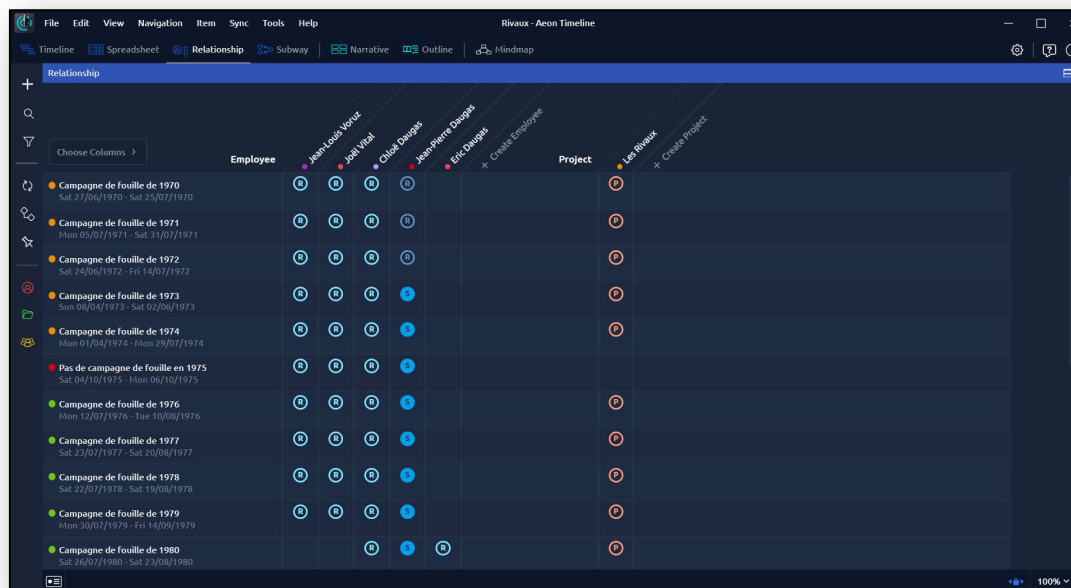 File Edit View Navigation Item Sync Tools Help
Rivaux - Aeon Timeline
Timeline Spreadsheet Relationship Subway Narrative Outline Mindmap
Relationship
Choose Columns >
Employee
Jean-Louis Voruz
Joël Vital
Chloé Daugas
Jean-Pierre Daugas
Eric Daugas
+ Create Employee
Project
Les Rivaux
+ Create Project
Campagne de fouille de 1970
R R R R P
Sat 27/06/1970 - Sat 25/07/1970
Campagne de fouille de 1971
R R R R P
Mon 05/07/1971 - Sat 31/07/1971
Campagne de fouille de 1972
R R R R P
Sat 24/06/1972 - Fri 14/07/1972
Campagne de fouille de 1973
R R R S P
Sun 08/04/1973 - Sat 02/06/1973
Campagne de fouille de 1974
R R R S P
Mon 01/04/1974 - Mon 29/07/1974
Pas de campagne de fouille en 1975
R R R S
Sat 04/10/1975 - Mon 06/10/1975
Campagne de fouille de 1976
R R R S P
Mon 12/07/1976 - Tue 10/08/1976
Campagne de fouille de 1977
R R R S P
Sat 23/07/1977 - Sat 20/08/1977
Campagne de fouille de 1978
R R R S P
Sat 22/07/1978 - Sat 19/08/1978
Campagne de fouille de 1979
R R R S P
Mon 30/07/1979 - Fri 14/09/1979
Campagne de fouille de 1980
R S R P
Sat 26/07/1980 - Sat 23/08/1980
100%